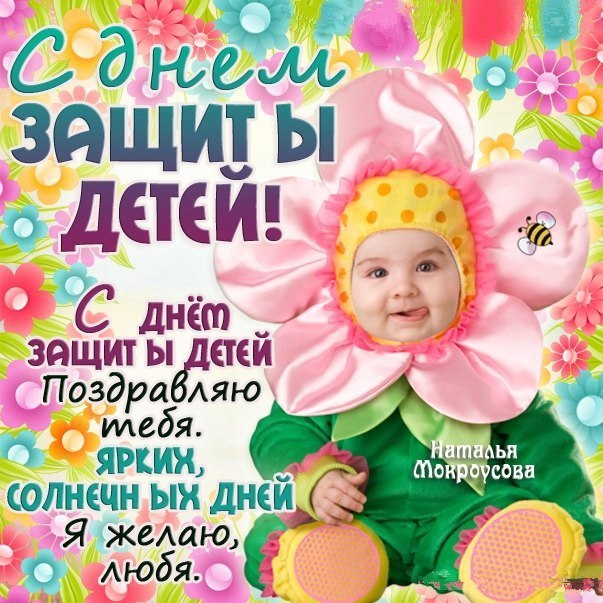 С днем
ЗАЩИТЫ
ДЕТЕЙ!
С ДНЁМ
ЗАЩИТЫ ДЕТЕЙ
Поздравляю
тебя.
ЯРКИХ,
СОЛНЕЧНЫХ ДНЕЙ
Я желаю,
любя.
Наталья
Мокроусова